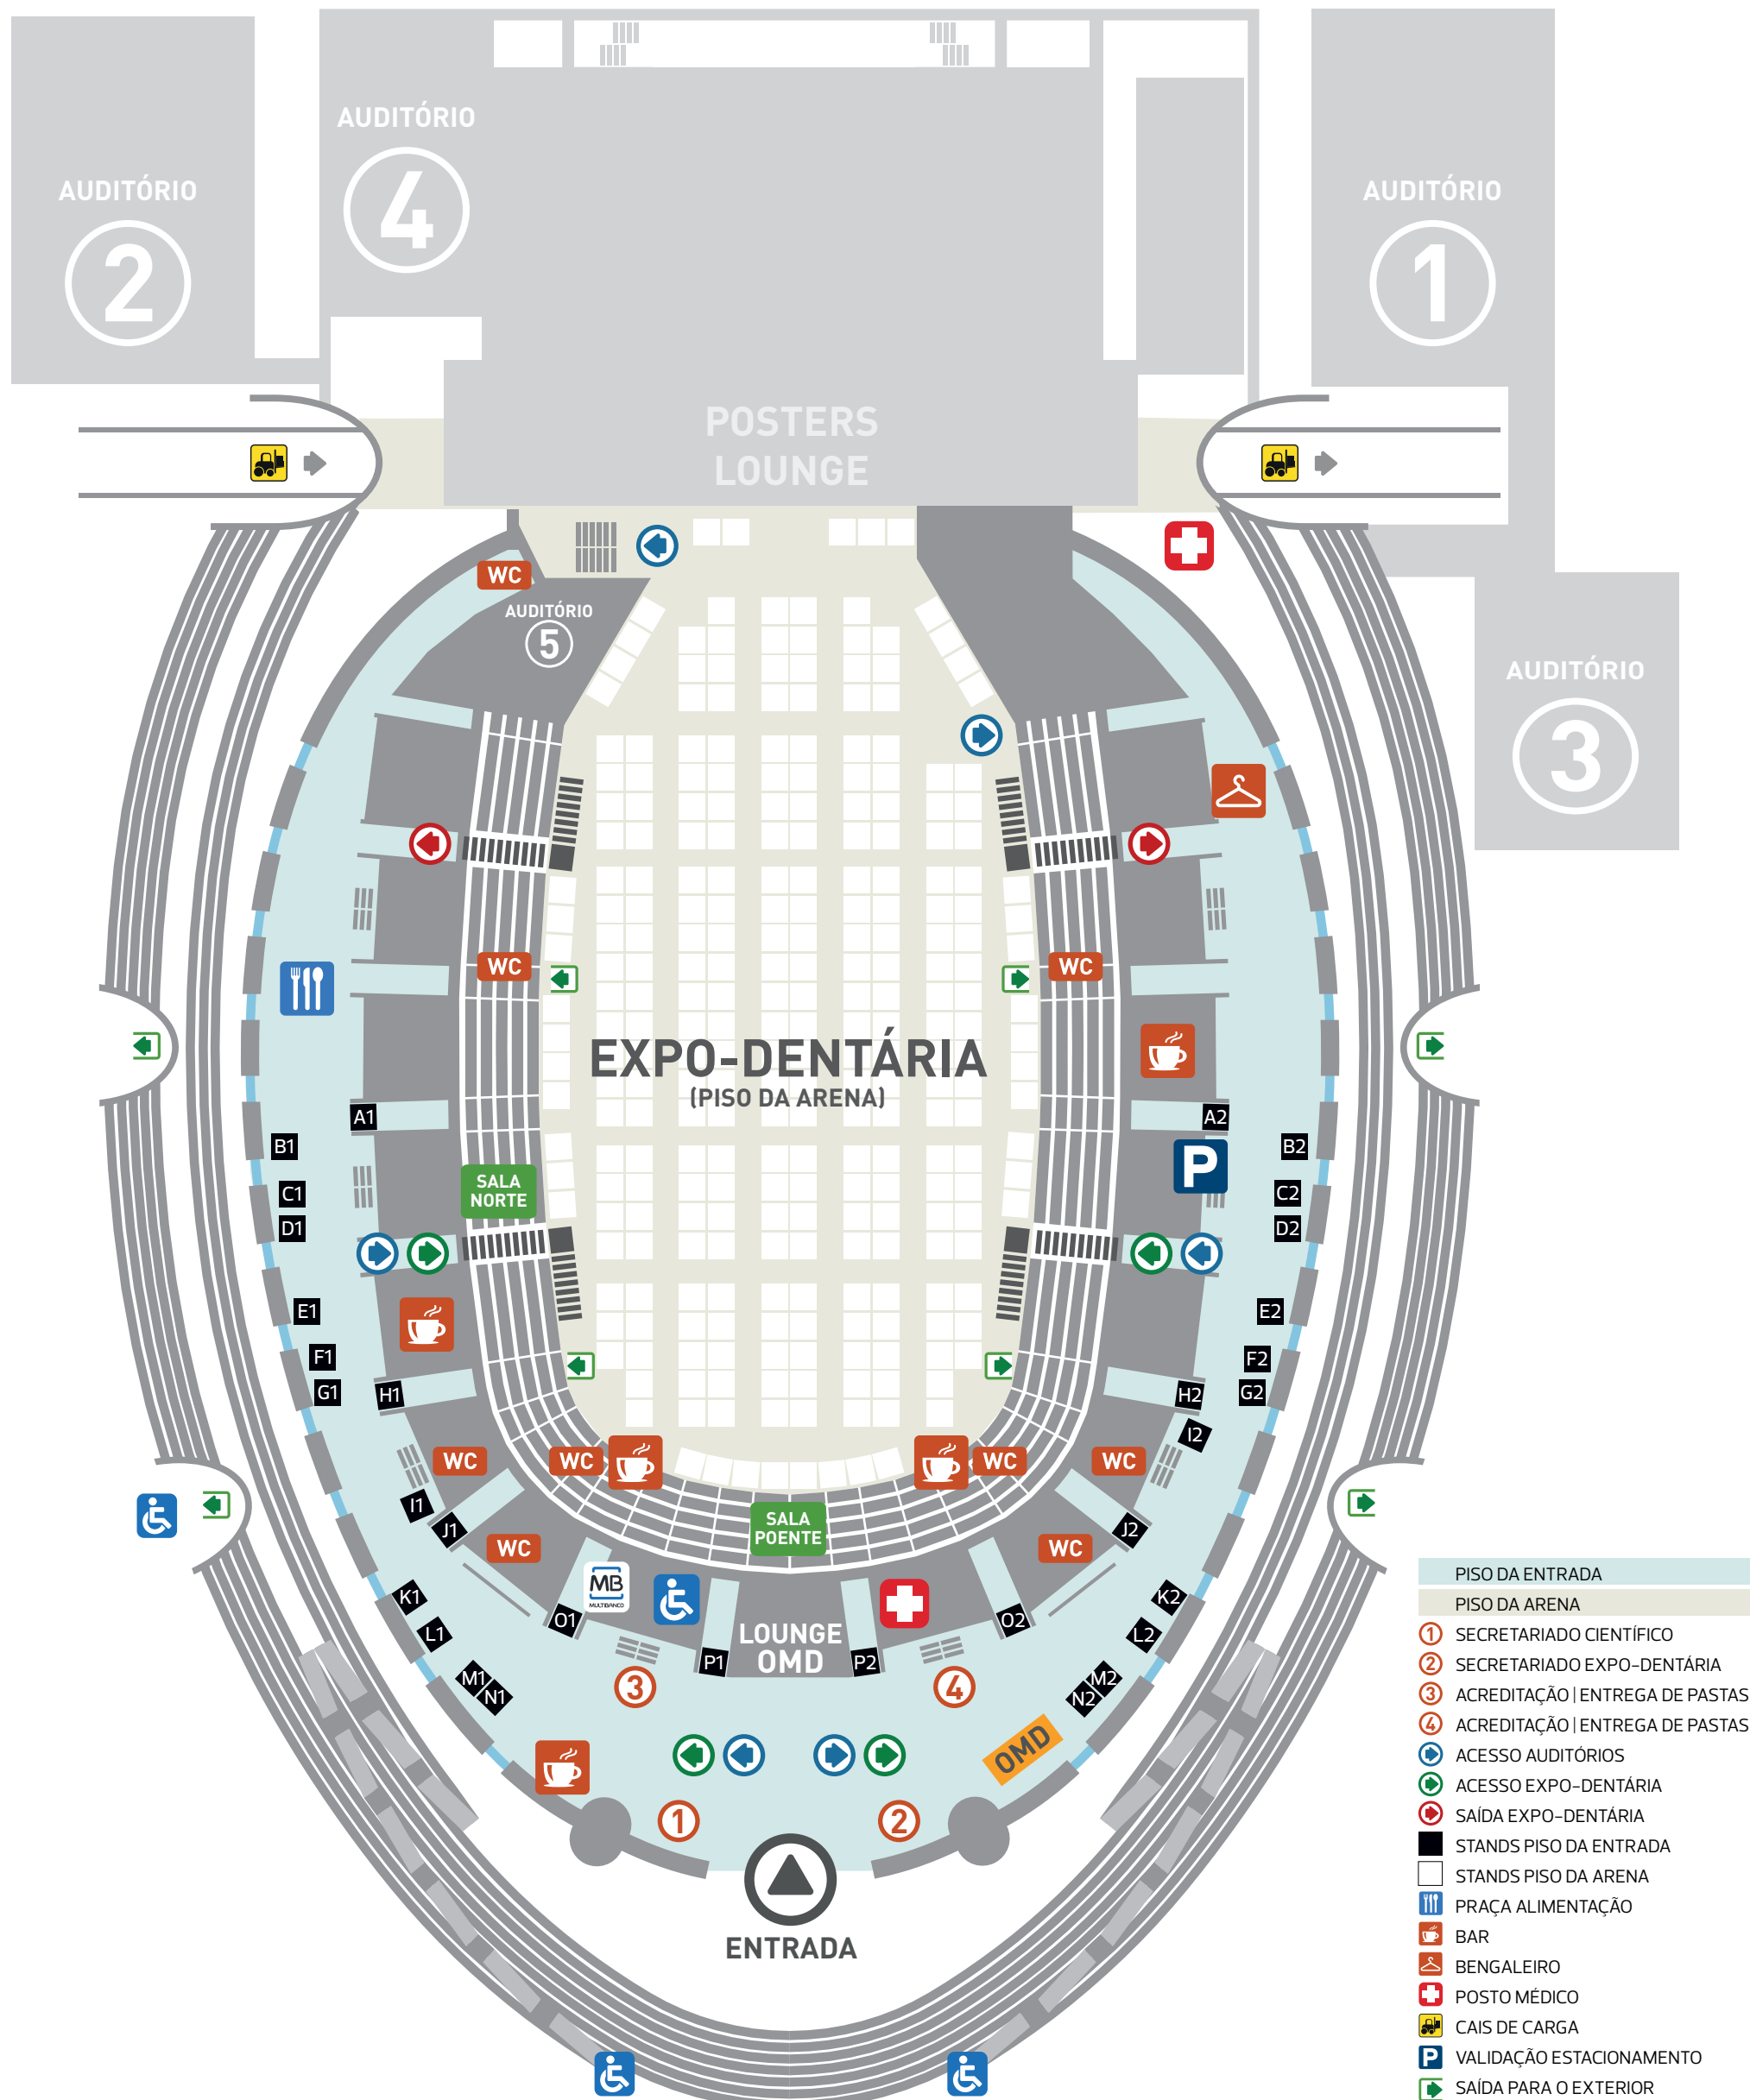 AUDITÓRIO
4
AUDITÓRIO
2
AUDITÓRIO
1
POSTERS
LOUNGE
WC
AUDITÓRIO
5
AUDITÓRIO
3
WC
WC
EXPO-DENTÁRIA
(PISO DA ARENA)
A1
A2
B1
B2
P
SALA
NORTE
C1
C2
D1
D2
E1
E2
F1
F2
G1
H1
H2
G2
I2
WC
WC
WC
WC
I1
J1
SALA
POENTE
J2
WC
WC
MB
MULTIBANCO
K1
K2
L1
O1
O2
L2
LOUNGE
OMD
P1
P2
M1
N1
M2
N2
3
4
OMD
1
2
ENTRADA
PISO DA ENTRADA
PISO DA ARENA
1 SECRETARIADO CIENTÍFICO
2 SECRETARIADO EXPO-DENTÁRIA
3 ACREDITAÇÃO | ENTREGA DE PASTAS
4 ACREDITAÇÃO | ENTREGA DE PASTAS
ACESSO AUDITÓRIOS
ACESSO EXPO-DENTÁRIA
SAÍDA EXPO-DENTÁRIA
STANDS PISO DA ENTRADA
STANDS PISO DA ARENA
PRAÇA ALIMENTAÇÃO
BAR
BENGALEIRO
POSTO MÉDICO
CAIS DE CARGA
P VALIDAÇÃO ESTACIONAMENTO
SAÍDA PARA O EXTERIOR